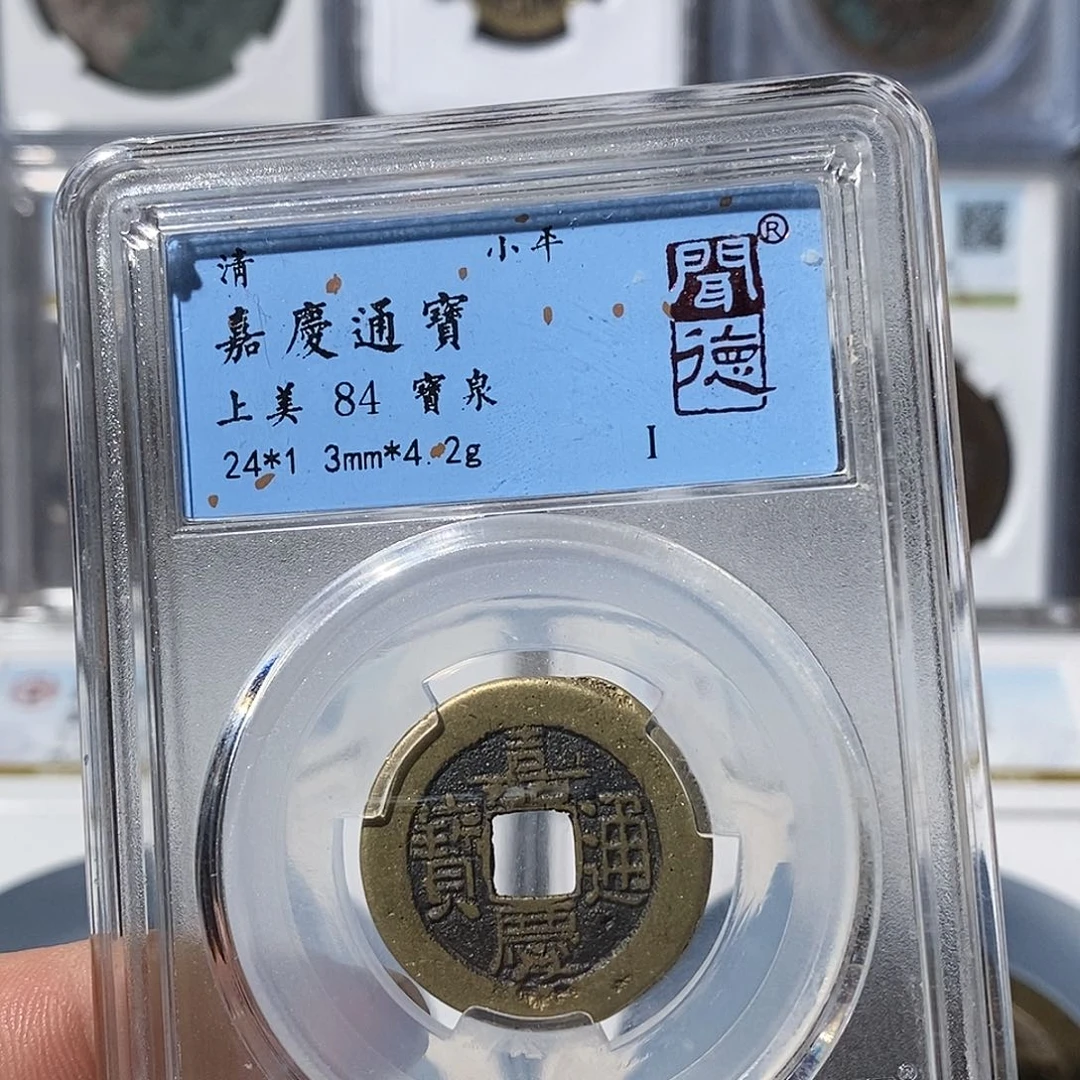 清 小平
嘉慶通寶
上美 84 寶泉
24*1 3mm*4.2g
I
聞德®
嘉慶通寶